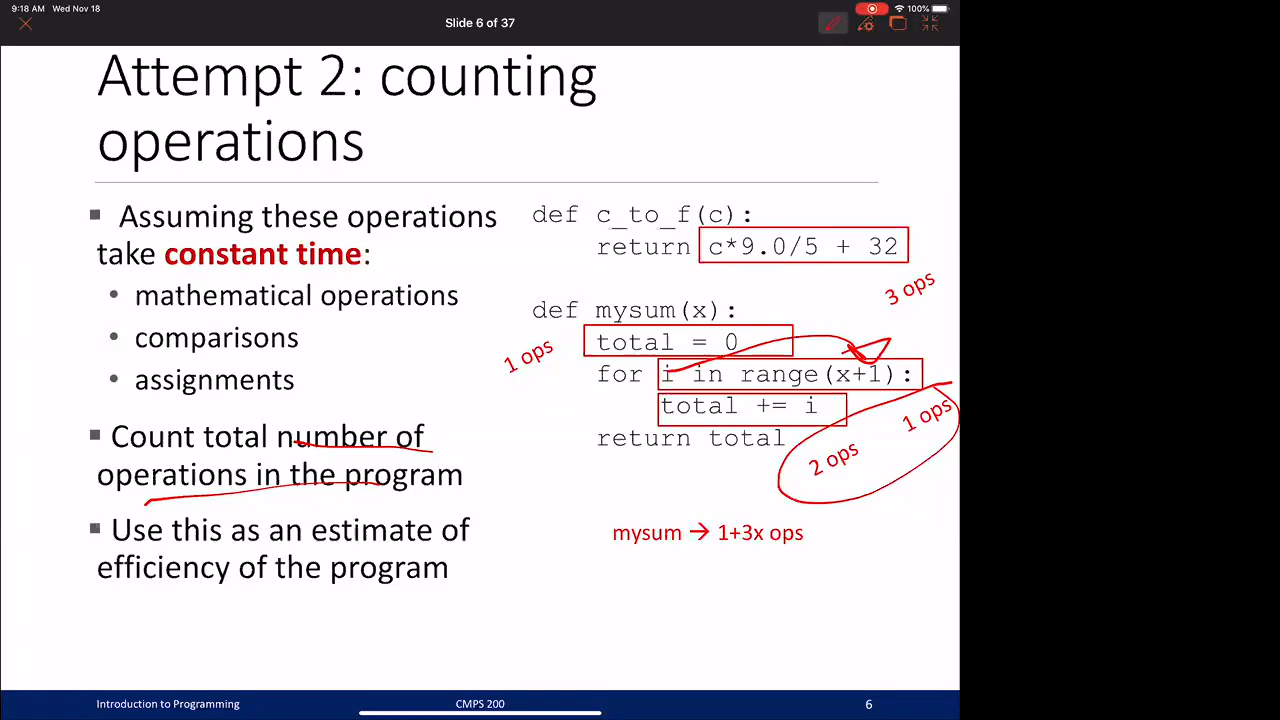 9:18 AM Wed Nov 18
100%
Slide 6 of 37
Attempt 2: counting
operations
▪ Assuming these operations
take constant time:
• mathematical operations
• comparisons
• assignments
▪ Count total number of
operations in the program
▪ Use this as an estimate of
efficiency of the program
def c_to_f(c):
return c*9.0/5 + 32
3 ops
def mysum(x):
total = 0
1 ops
for i in range(x+1):
1 ops
total += i
2 ops
return total
mysum → 1+3x ops
Introduction to Programming
CMPS 200
6